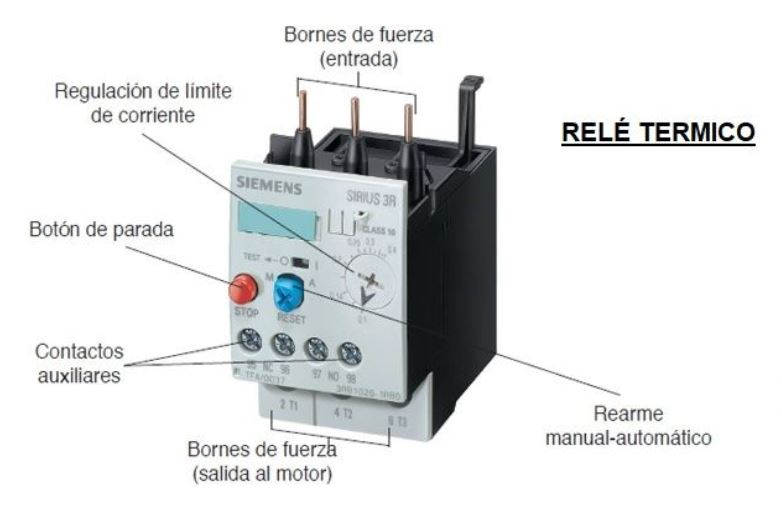 Bornes de fuerza
(entrada)
Regulación de límite
de corriente
RELÉ TERMICO
SIEMENS
SIRIUS 3R
CLASS 10
Botón de parada
TEST O I
M A
STOP
RESET
0.1
Contactos
auxiliares
95 NC 96 97 NO 98
2 T1 4 T2 6 T3
Rearme
manual-automático
Bornes de fuerza
(salida al motor)